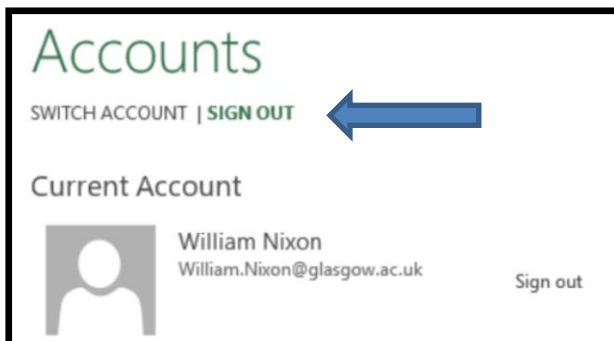 Accounts
SWITCH ACCOUNT | SIGN OUT
Current Account
William Nixon
William.Nixon@glasgow.ac.uk
Sign out